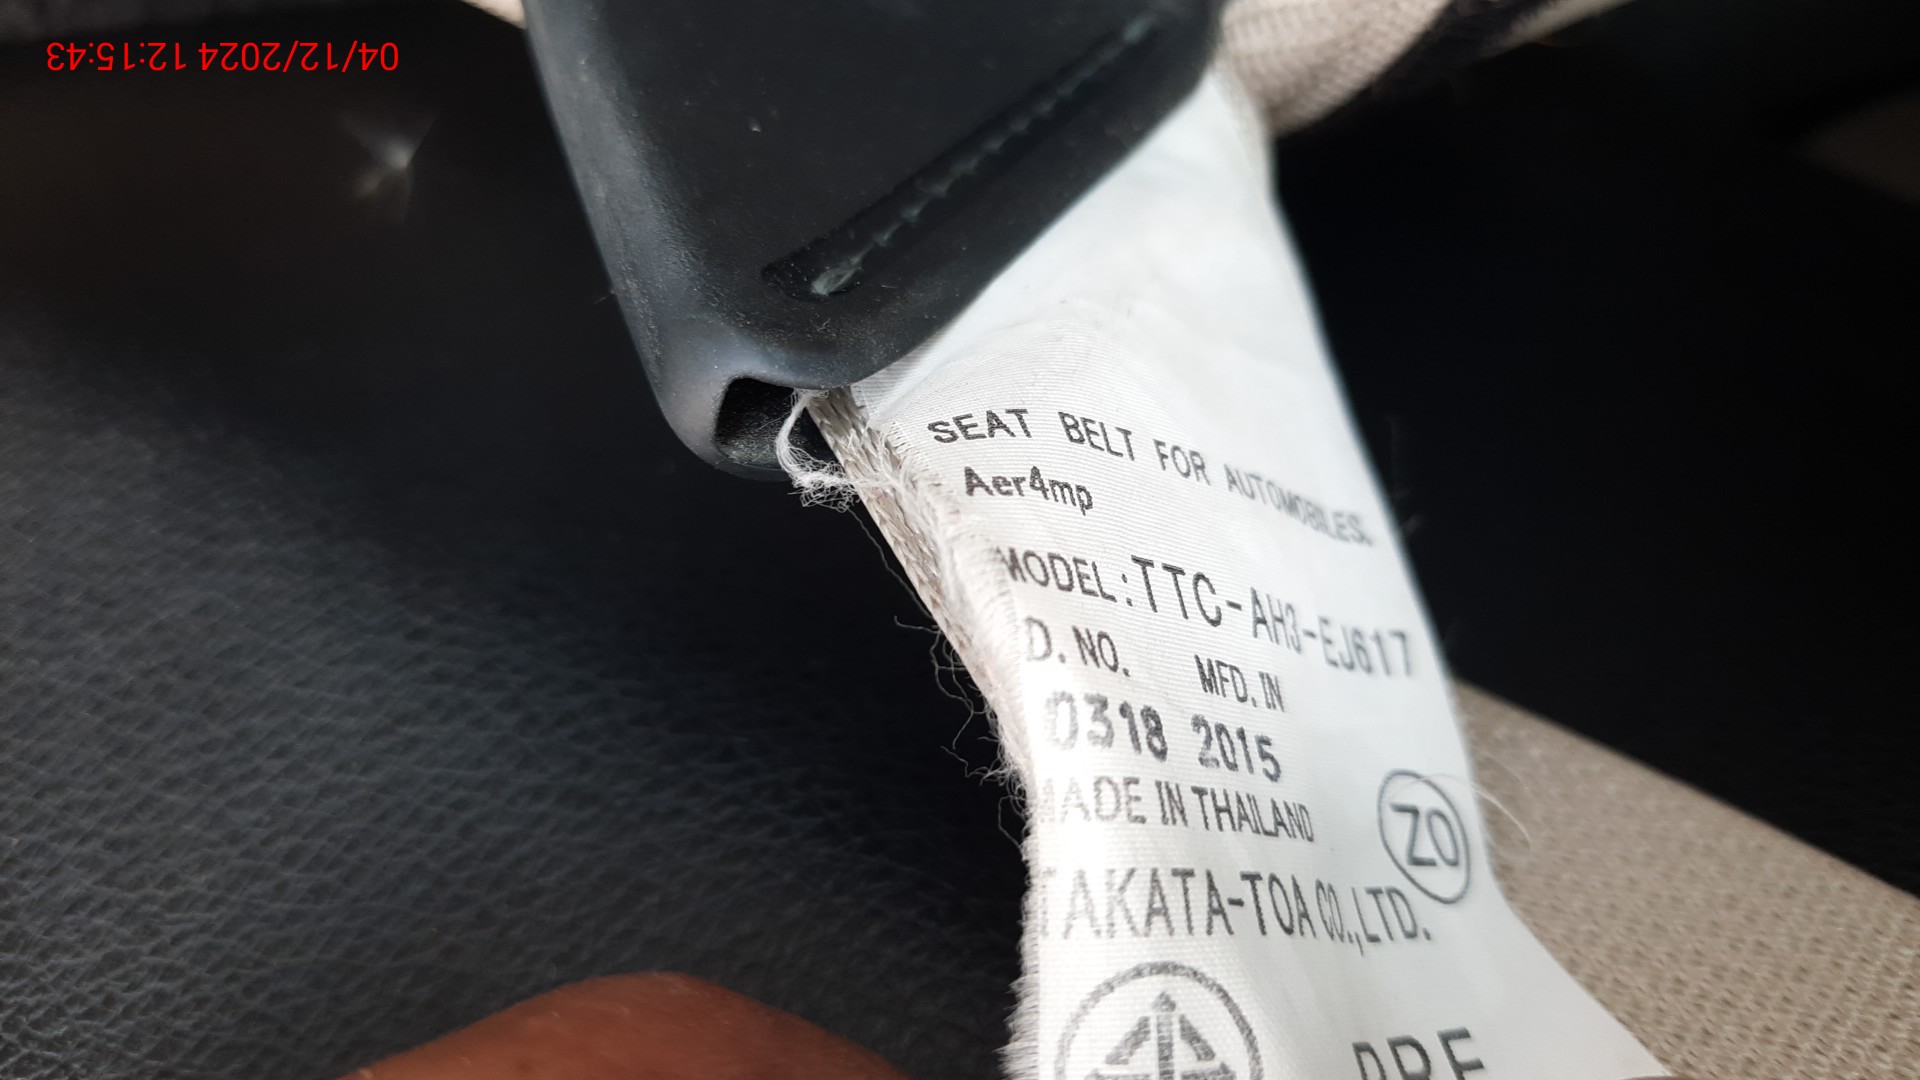 04/12/2024 12:15:43
SEAT BELT FOR AUTOMOBILES.
Aer4mp
MODEL:TTC-AH3-EJ617
D. NO. MFD. IN
0318 2015
MADE IN THAILAND
ZO
TAKATA-TOA CO.,LTD.